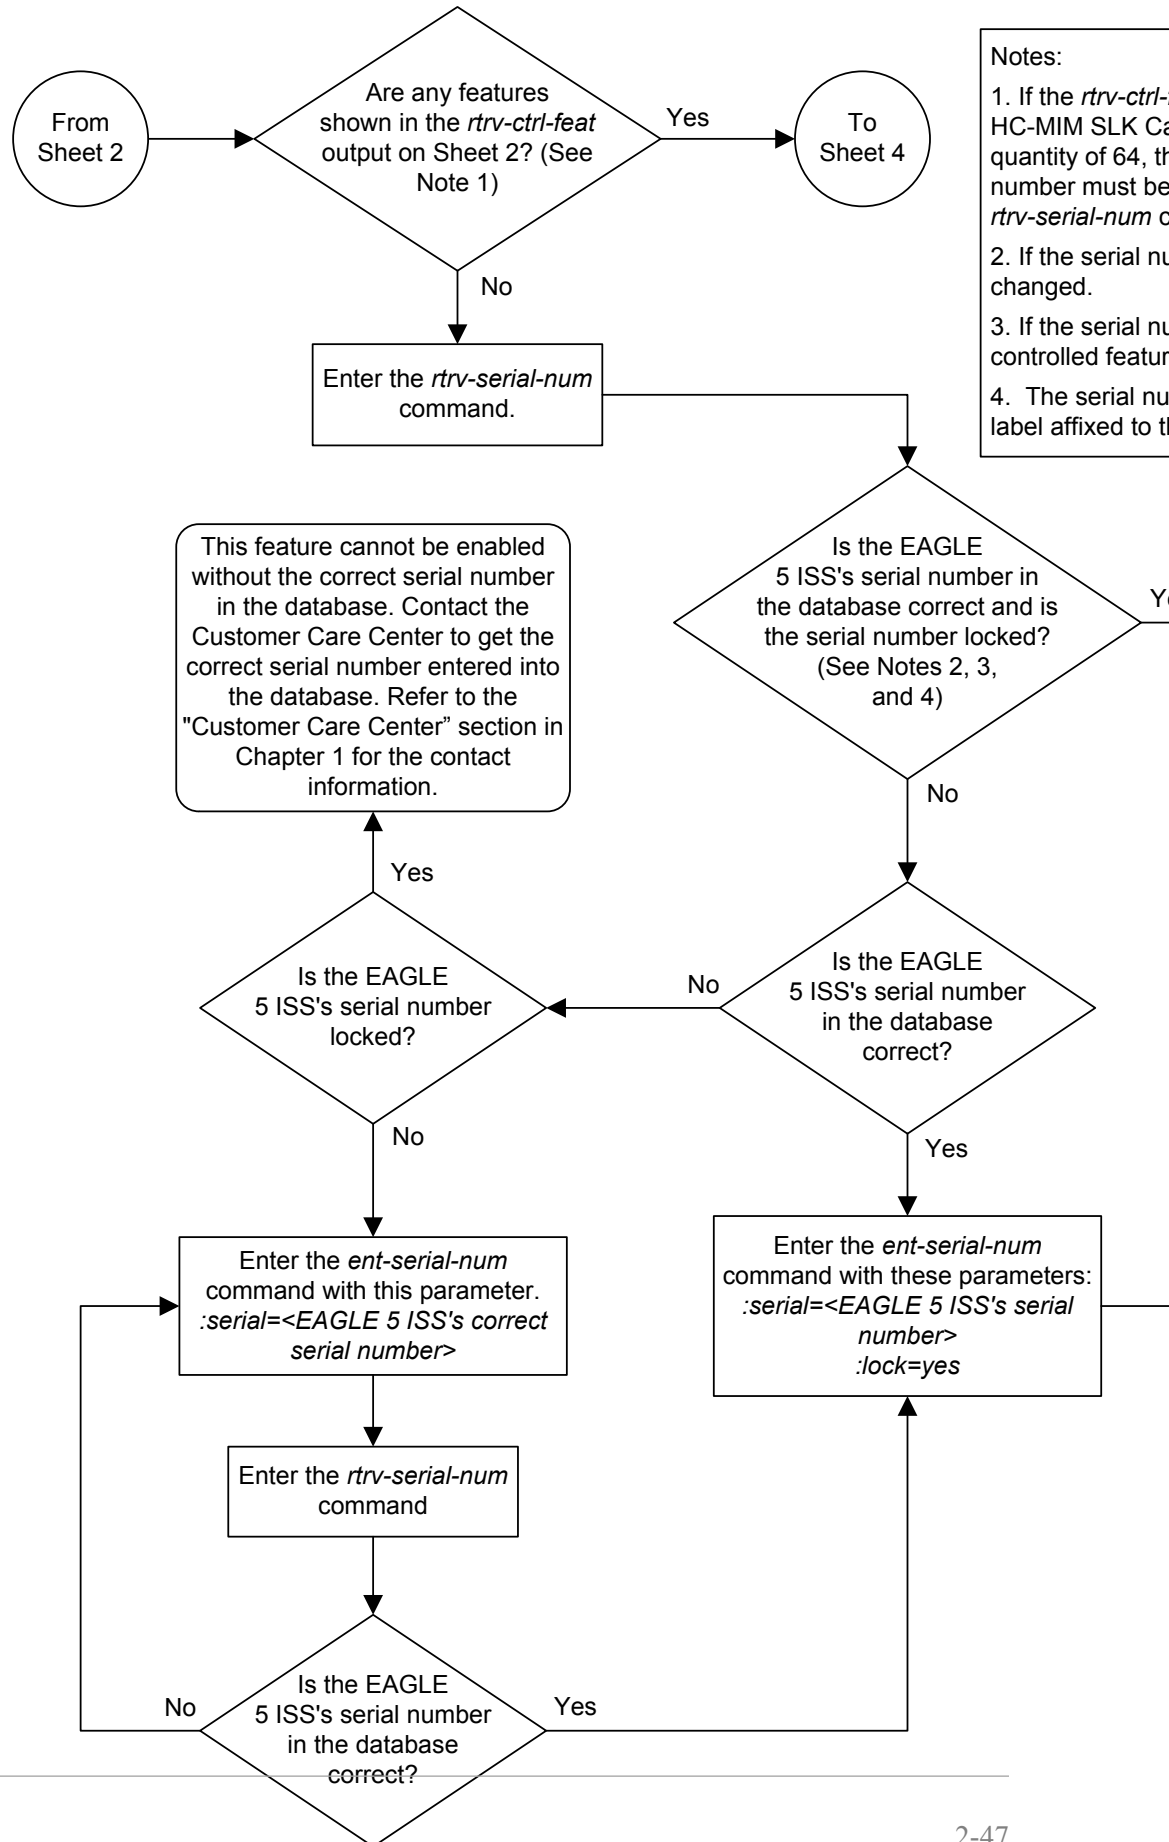 From
Sheet 2
Are any features
shown in the rtrv-ctrl-feat
output on Sheet 2? (See
Note 1)
Yes
To
Sheet 4
No
Notes:
1. If the rtrv-ctrl-
HC-MIM SLK Ca
quantity of 64, th
number must be
rtrv-serial-num
2. If the serial nu
changed.
3. If the serial nu
controlled featur
4. The serial nu
label affixed to th
Enter the rtrv-serial-num
command.
This feature cannot be enabled
without the correct serial number
in the database. Contact the
Customer Care Center to get the
correct serial number entered into
the database. Refer to the
"Customer Care Center” section in
Chapter 1 for the contact
information.
Is the EAGLE
5 ISS's serial number in
the database correct and is
the serial number locked?
(See Notes 2, 3,
and 4)
Ye
No
Yes
Is the EAGLE
5 ISS's serial number
locked?
No
Is the EAGLE
5 ISS's serial number
in the database
correct?
No
Yes
Enter the ent-serial-num
command with this parameter.
:serial=<EAGLE 5 ISS's correct
serial number>
Enter the ent-serial-num
command with these parameters:
:serial=<EAGLE 5 ISS's serial
number>
:lock=yes
Enter the rtrv-serial-num
command
Is the EAGLE
5 ISS's serial number
in the database
correct?
No
Yes
2-47